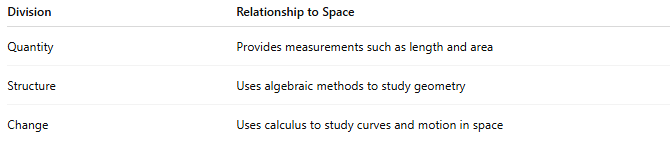 Division Relationship to Space
Quantity Provides measurements such as length and area
Structure Uses algebraic methods to study geometry
Change Uses calculus to study curves and motion in space